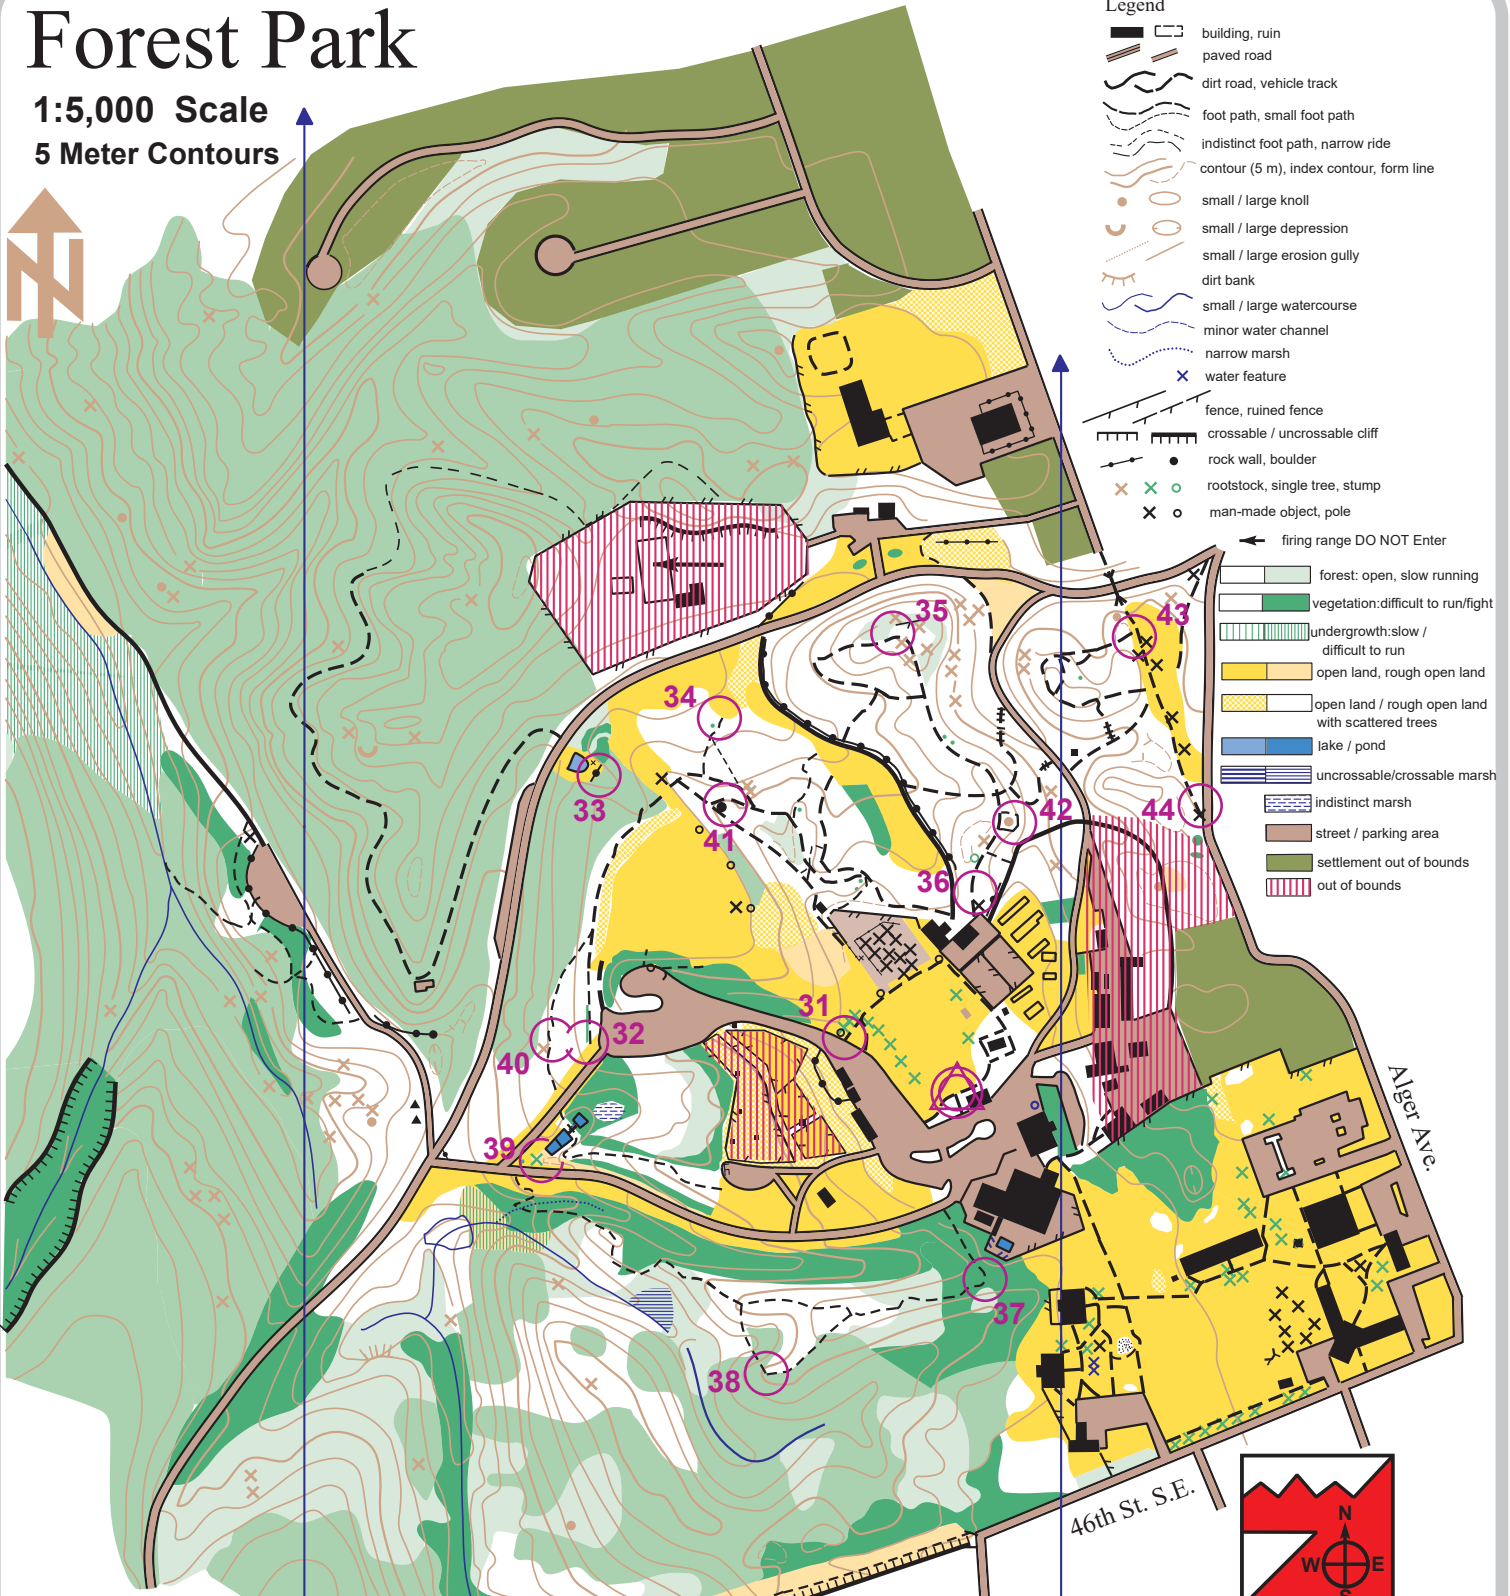 Forest Park
1:5,000 Scale
5 Meter Contours
N
Legend
building, ruin
paved road
dirt road, vehicle track
foot path, small foot path
indistinct foot path, narrow ride
contour (5 m), index contour, form line
small / large knoll
small / large depression
small / large erosion gully
dirt bank
small / large watercourse
minor water channel
narrow marsh
water feature
fence, ruined fence
crossable / uncrossable cliff
rock wall, boulder
rootstock, single tree, stump
man-made object, pole
firing range DO NOT Enter
forest: open, slow running
vegetation:difficult to run/fight
undergrowth:slow /
difficult to run
open land, rough open land
open land / rough open land
with scattered trees
lake / pond
uncrossable/crossable marsh
indistinct marsh
street / parking area
settlement out of bounds
out of bounds
35
43
34
33
41
42
44
36
31
32
40
39
37
38
Alger Ave.
46th St. S.E.
N
W
E
S